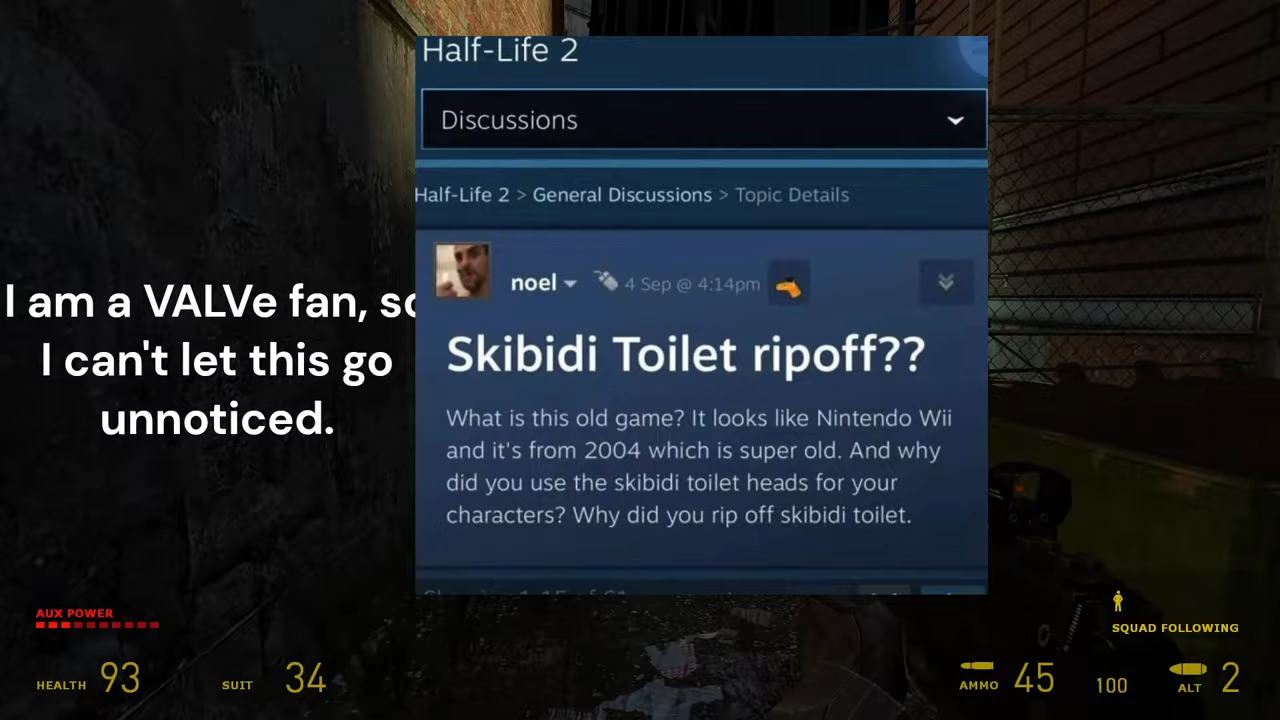 Half-Life 2
Discussions
Half-Life 2 > General Discussions > Topic Details
noel 4 Sep @ 4:14pm
Skibidi Toilet ripoff??
What is this old game? It looks like Nintendo Wii
and it's from 2004 which is super old. And why
did you use the skibidi toilet heads for your
characters? Why did you rip off skibidi toilet.
I am a VALVe fan, so
I can't let this go
unnoticed.
AUX POWER
HEALTH 93
SUIT 34
SQUAD FOLLOWING
AMMO 45 100
ALT 2